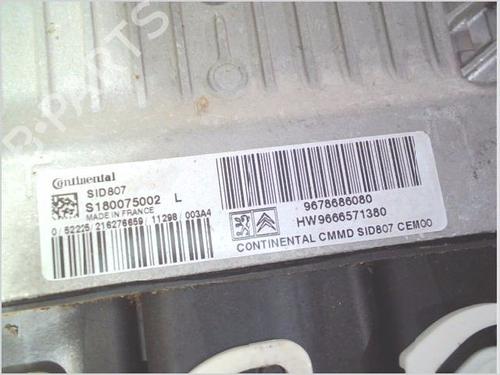 B-PARTS
Continental
SID807
S180075002 L
MADE IN FRANCE
0/52225/216276659/11298 003A4
9678686080
HW9666571380
CONTINENTAL CMMD SID807 CEM00